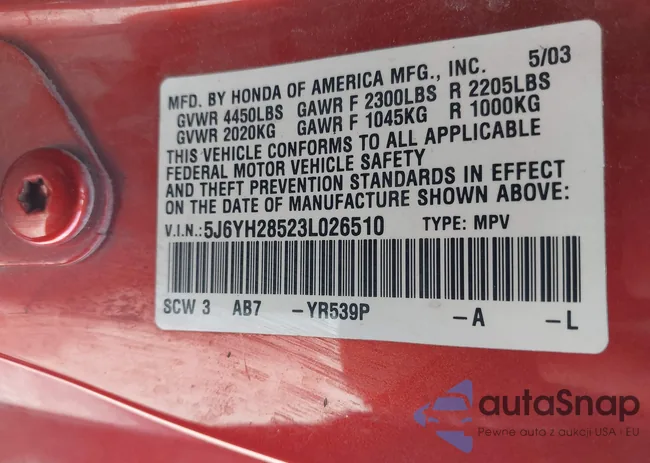 MFD. BY HONDA OF AMERICA MFG., INC. 5/03
GVWR 4450LBS GAWR F 2300LBS R 2205LBS
GVWR 2020KG GAWR F 1045KG R 1000KG
THIS VEHICLE CONFORMS TO ALL APPLICABLE
FEDERAL MOTOR VEHICLE SAFETY
AND THEFT PREVENTION STANDARDS IN EFFECT
ON THE DATE OF MANUFACTURE SHOWN ABOVE:
V.I.N.: 5J6YH28523L026510 TYPE: MPV
SCW 3 AB7 -YR539P -A -L
autaSnap
Pewne auta z aukcji USA i EU